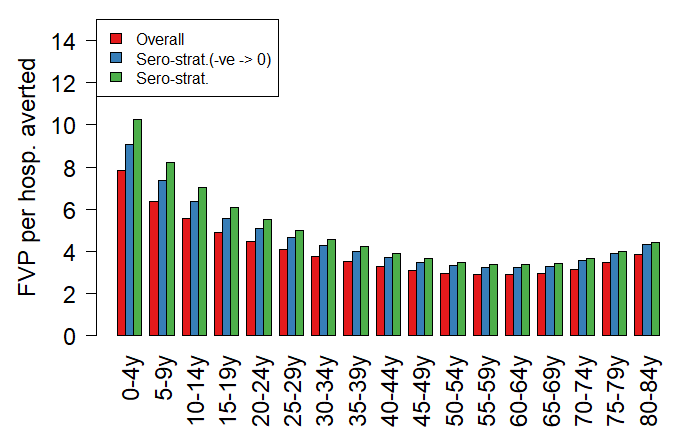 FVP per hosp. averted
14
12
10
8
6
4
2
0
Overall
Sero-strat.(-ve -> 0)
Sero-strat.
0-4y
5-9y
10-14y
15-19y
20-24y
25-29y
30-34y
35-39y
40-44y
45-49y
50-54y
55-59y
60-64y
65-69y
70-74y
75-79y
80-84y